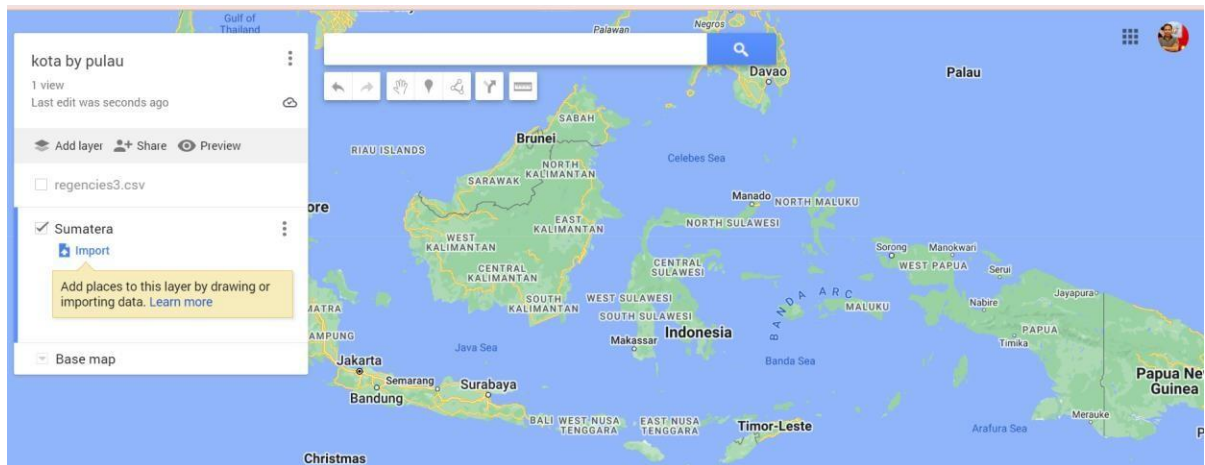 kota by pulau
1 view
Last edit was seconds ago
Add layer
Share
Preview
regencies3.csv
Sumatera
Import
Add places to this layer by drawing or
importing data. Learn more
Base map
Gulf of
Thailand
Palawan
Negros
Davao
Palau
SABAH
Brunei
RIAU ISLANDS
Celebes Sea
NORTH
KALIMANTAN
SARAWAK
Manado
NORTH MALUKU
ore
EAST
KALIMANTAN
NORTH SULAWESI
WEST
KALIMANTAN
Sorong
Manokwari
CENTRAL
KALIMANTAN
CENTRAL
SULAWESI
WEST PAPUA
Serui
SOUTH
KALIMANTAN
WEST SULAWESI
BANDA ARC
MALUKU
Nabire
Jayapura
MATRA
SOUTH SULAWESI
AMPUNG
Makassar
Indonesia
PAPUA
Timika
Java Sea
Banda Sea
Jakarta
Semarang
Surabaya
Bandung
Papua Ne
Guinea
BALI
WEST NUSA
TENGGARA
EAST NUSA
TENGGARA
Timor-Leste
Merauke
Arafura Sea
P
Christmas